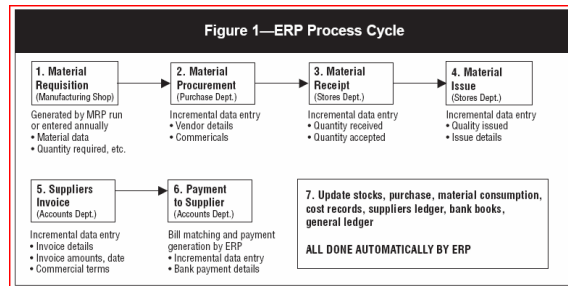 Figure 1—ERP Process Cycle
1. Material
Requisition
(Manufacturing Shop)
2. Material
Procurement
(Purchase Dept.)
3. Material
Receipt
(Stores Dept.)
4. Material
Issue
(Stores Dept.)
Generated by MRP run
or entered annually
• Material data
• Quantity required, etc.
Incremental data entry
• Vendor details
• Commericals
Incremental data entry
• Quantity received
• Quantity accepted
Incremental data entry
• Quality issued
• Issue details
5. Suppliers
Invoice
(Accounts Dept.)
6. Payment
to Supplier
(Accounts Dept.)
Incremental data entry
• Invoice details
• Invoice amounts, date
• Commercial terms
Bill matching and payment
generation by ERP
• Incremental data entry
• Bank payment details
7. Update stocks, purchase, material consumption,
cost records, suppliers ledger, bank books,
general ledger
ALL DONE AUTOMATICALLY BY ERP